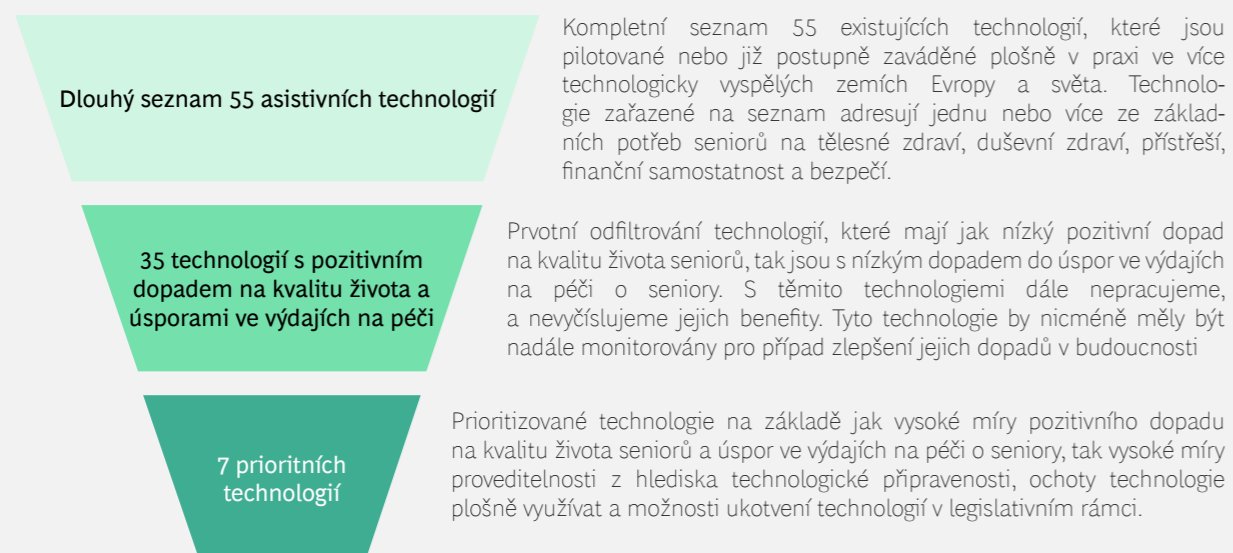 Dlouhý seznam 55 asistivních technologií
Kompletní seznam 55 existujících technologií, které jsou
pilotované nebo již postupně zaváděné plošně v praxi ve více
technologicky vyspělých zemích Evropy a světa. Technolo-
gie zařazené na seznam adresují jednu nebo více ze základ-
ních potřeb seniorů na tělesné zdraví, duševní zdraví, přístřeší,
finanční samostatnost a bezpečí.
35 technologií s pozitivním
dopadem na kvalitu života a
úsporami ve výdajích na péči
Prvotní odfiltrování technologií, které mají jak nízký pozitivní dopad
na kvalitu života seniorů, tak jsou s nízkým dopadem do úspor ve výdajích
na péči o seniory. S těmito technologiemi dále nepracujeme,
a nevyčíslujeme jejich benefity. Tyto technologie by nicméně měly být
nadále monitorovány pro případ zlepšení jejich dopadů v budoucnosti
7 prioritních
technologií
Prioritizované technologie na základě jak vysoké míry pozitivního dopadu
na kvalitu života seniorů a úspor ve výdajích na péči o seniory, tak vysoké míry
proveditelnosti z hlediska technologické připravenosti, ochoty technologie
plošně využívat a možnosti ukotvení technologií v legislativním rámci.